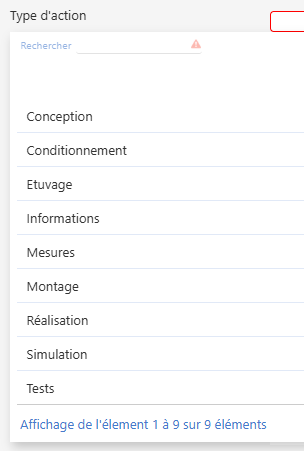 Type d'action
Rechercher
Conception
Conditionnement
Etuvage
Informations
Mesures
Montage
Réalisation
Simulation
Tests
Affichage de l'élement 1 à 9 sur 9 éléments